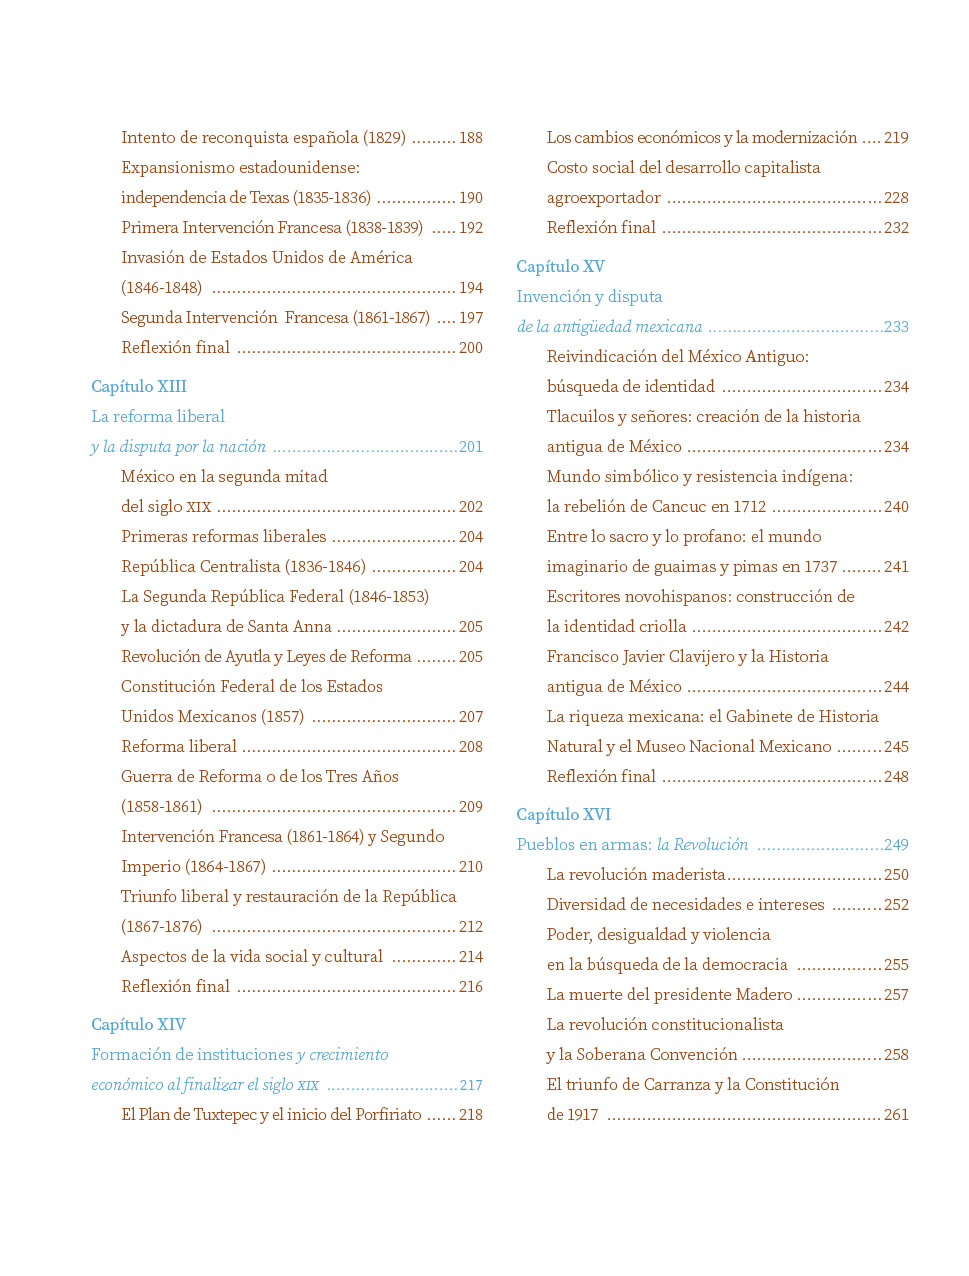 Intento de reconquista española (1829) ......... 188
Expansionismo estadounidense:
independencia de Texas (1835-1836) ................ 190
Primera Intervención Francesa (1838-1839) ..... 192
Invasión de Estados Unidos de América
(1846-1848) ................................................. 194
Segunda Intervención Francesa (1861-1867) .... 197
Reflexión final ............................................ 200
Capítulo XIII
La reforma liberal
y la disputa por la nación ...................................... 201
México en la segunda mitad
del siglo XIX ................................................ 202
Primeras reformas liberales ......................... 204
República Centralista (1836-1846) ................. 204
La Segunda República Federal (1846-1853)
y la dictadura de Santa Anna ........................ 205
Revolución de Ayutla y Leyes de Reforma ........ 205
Constitución Federal de los Estados
Unidos Mexicanos (1857) ............................. 207
Reforma liberal ........................................... 208
Guerra de Reforma o de los Tres Años
(1858-1861) ................................................. 209
Intervención Francesa (1861-1864) y Segundo
Imperio (1864-1867) ..................................... 210
Triunfo liberal y restauración de la República
(1867-1876) ................................................. 212
Aspectos de la vida social y cultural ............. 214
Reflexión final ............................................ 216
Capítulo XIV
Formación de instituciones y crecimiento
económico al finalizar el siglo XIX ........................... 217
El Plan de Tuxtepec y el inicio del Porfiriato ...... 218
Los cambios económicos y la modernización .... 219
Costo social del desarrollo capitalista
agroexportador ........................................... 228
Reflexión final ............................................ 232
Capítulo XV
Invención y disputa
de la antigüedad mexicana .................................... 233
Reivindicación del México Antiguo:
búsqueda de identidad ................................ 234
Tlacuilos y señores: creación de la historia
antigua de México ....................................... 234
Mundo simbólico y resistencia indígena:
la rebelión de Cancuc en 1712 ...................... 240
Entre lo sacro y lo profano: el mundo
imaginario de guaimas y pimas en 1737 ........ 241
Escritores novohispanos: construcción de
la identidad criolla ...................................... 242
Francisco Javier Clavijero y la Historia
antigua de México ....................................... 244
La riqueza mexicana: el Gabinete de Historia
Natural y el Museo Nacional Mexicano ......... 245
Reflexión final ............................................ 248
Capítulo XVI
Pueblos en armas: la Revolución .......................... 249
La revolución maderista............................... 250
Diversidad de necesidades e intereses .......... 252
Poder, desigualdad y violencia
en la búsqueda de la democracia ................. 255
La muerte del presidente Madero ................. 257
La revolución constitucionalista
y la Soberana Convención ............................ 258
El triunfo de Carranza y la Constitución
de 1917 ....................................................... 261